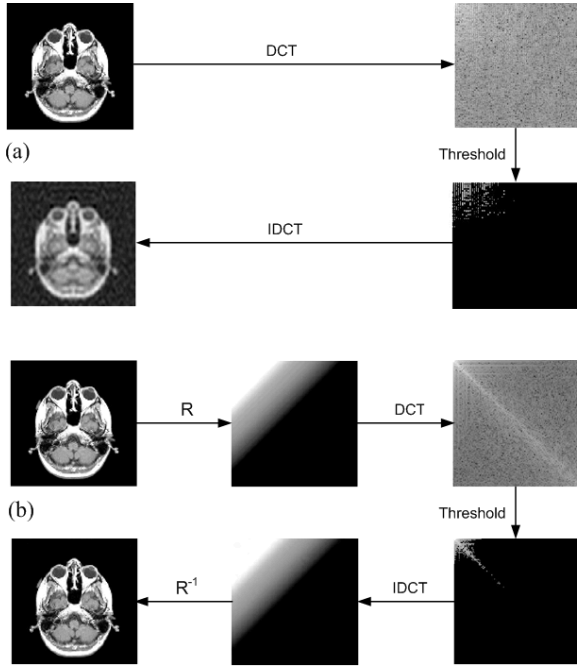 DCT
(a)
Threshold
IDCT
R
DCT
(b)
Threshold
R-1
IDCT